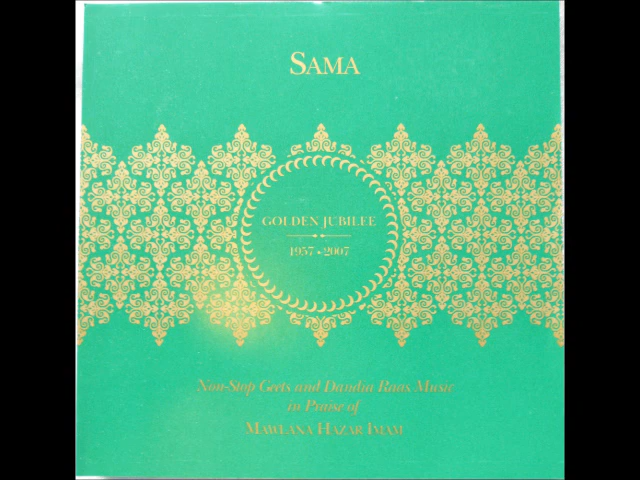 SAMA
GOLDEN JUBILEE
1957 • 2007
Non-Stop Geets and Dandia Raas Music
in Praise of
MAWLANA HAZAR IMAM